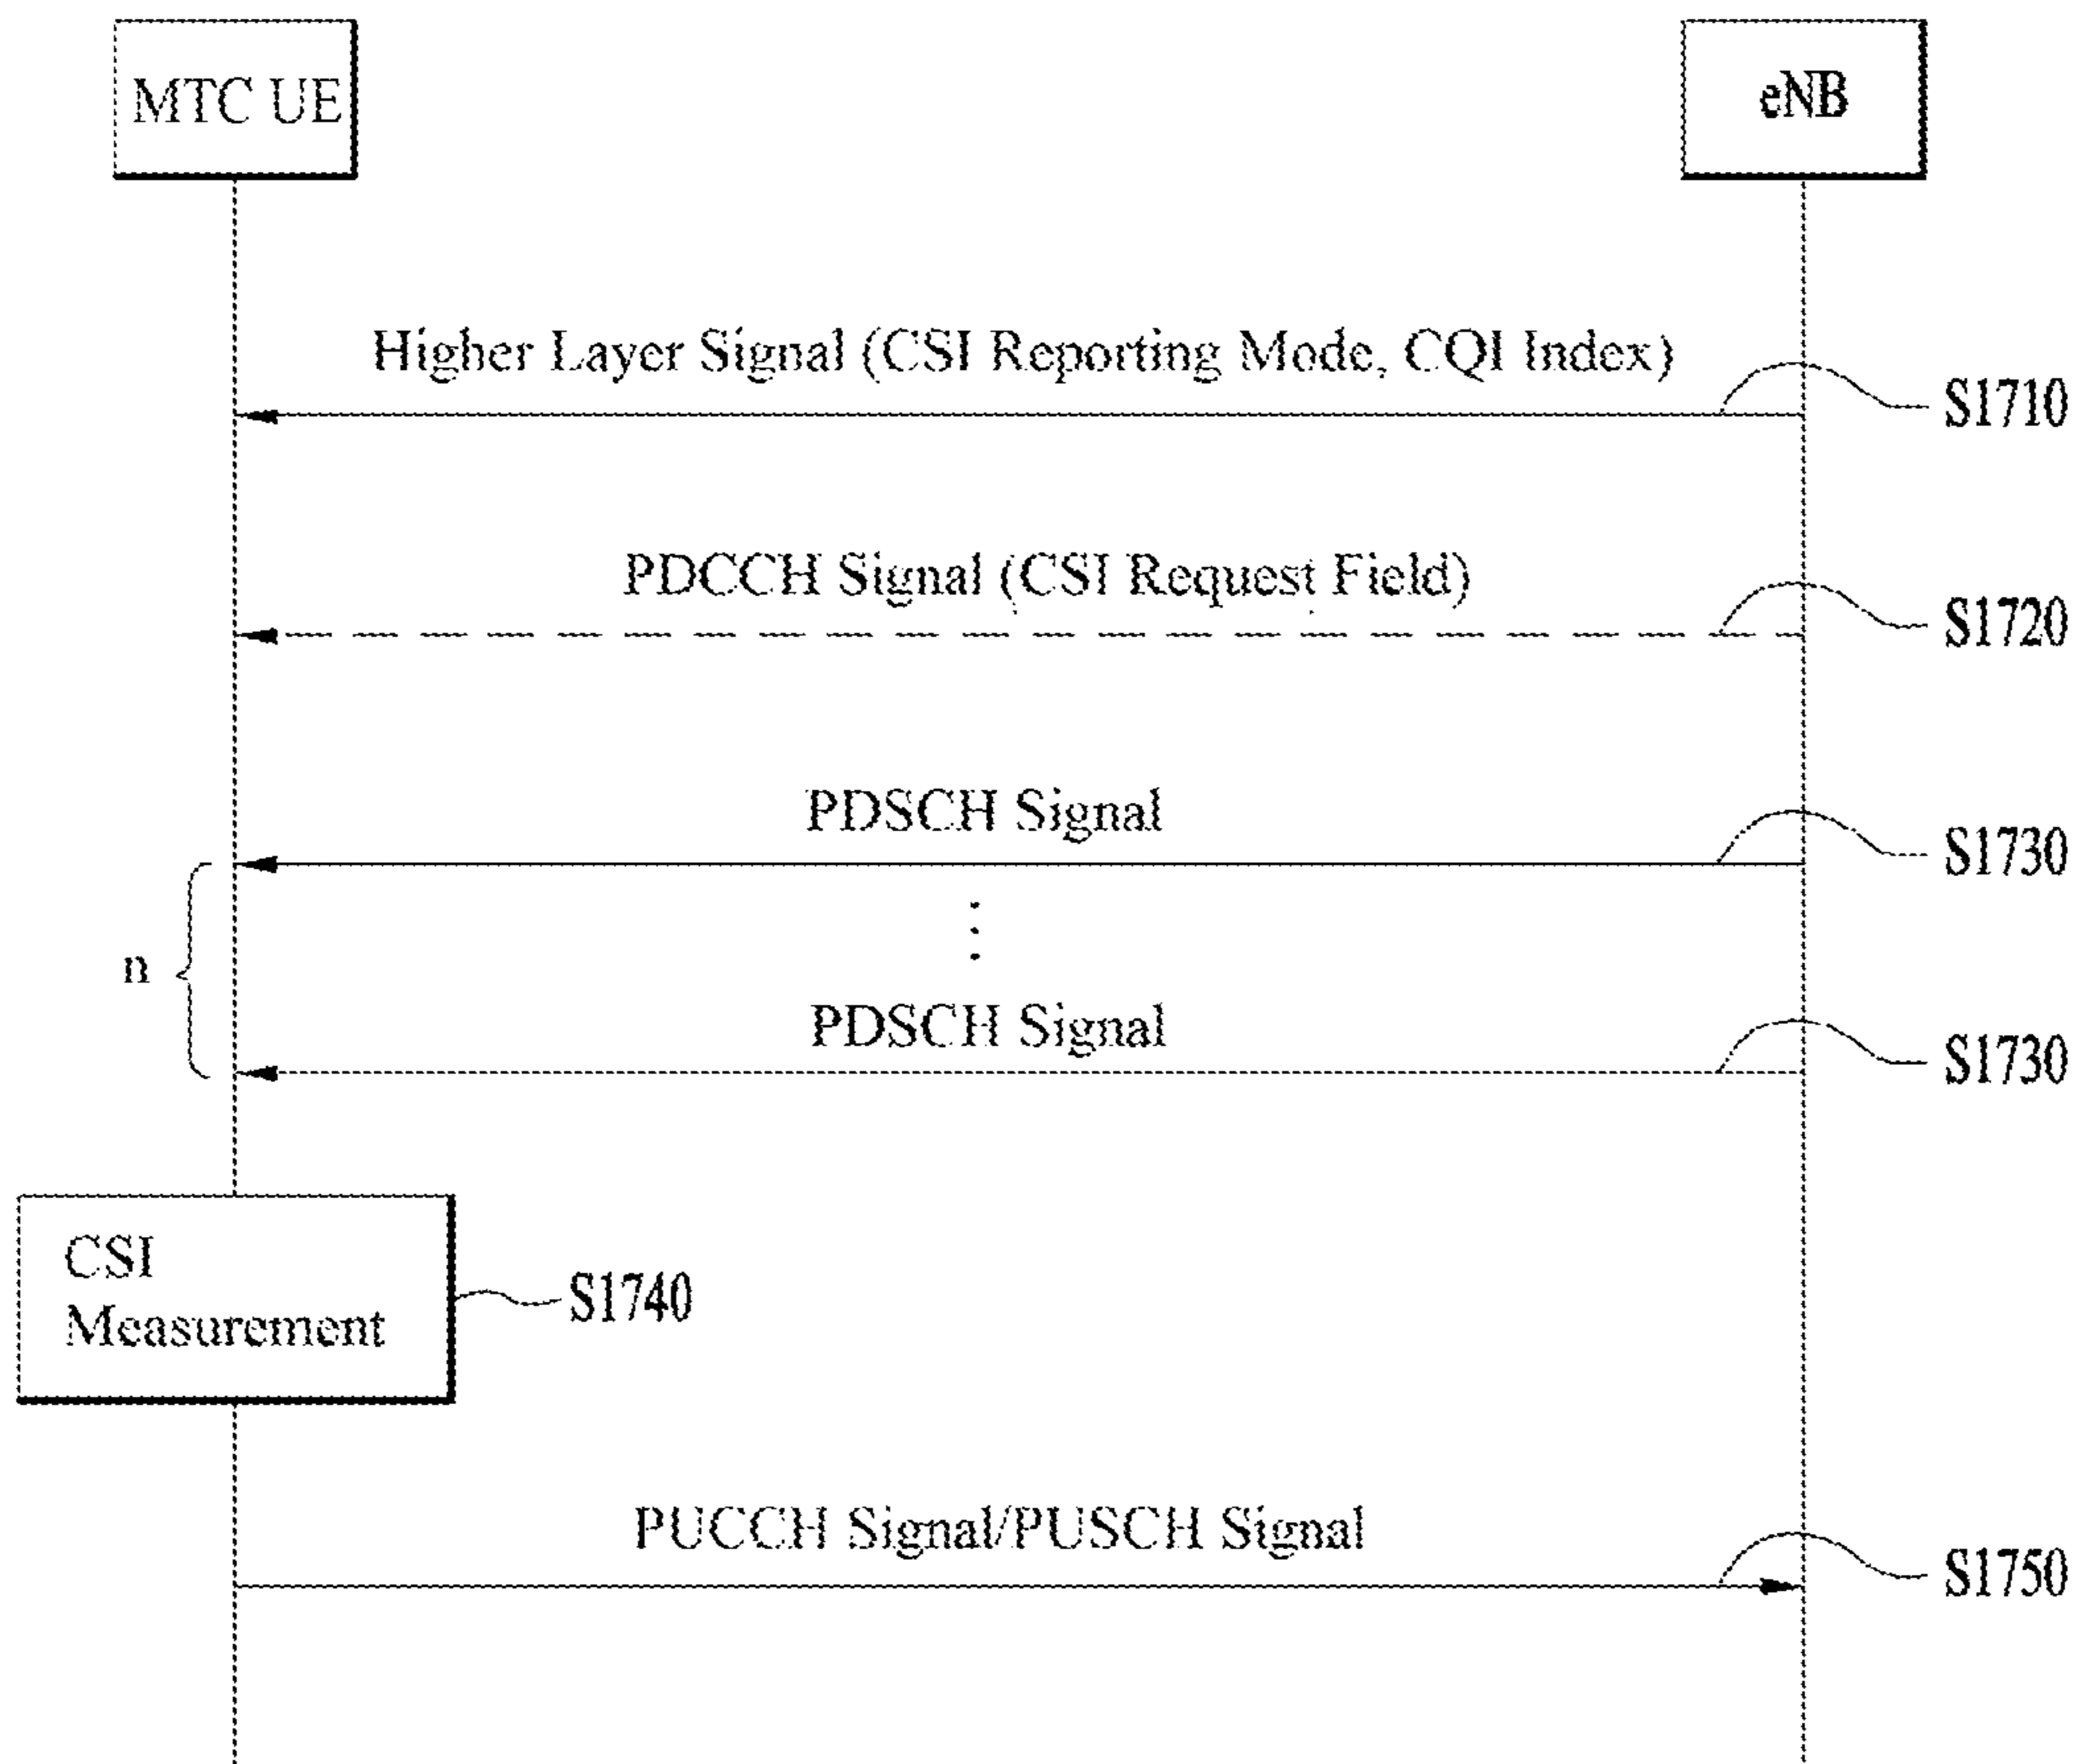 MTC UE
eNB
Higher Layer Signal (CSI Reporting Mode, CQI Index)
S1710
PDCCH Signal (CSI Request Field)
S1720
PDSCH Signal
S1730
n
PDSCH Signal
S1730
CSI
Measurement
S1740
PUCCH Signal/PUSCH Signal
S1750